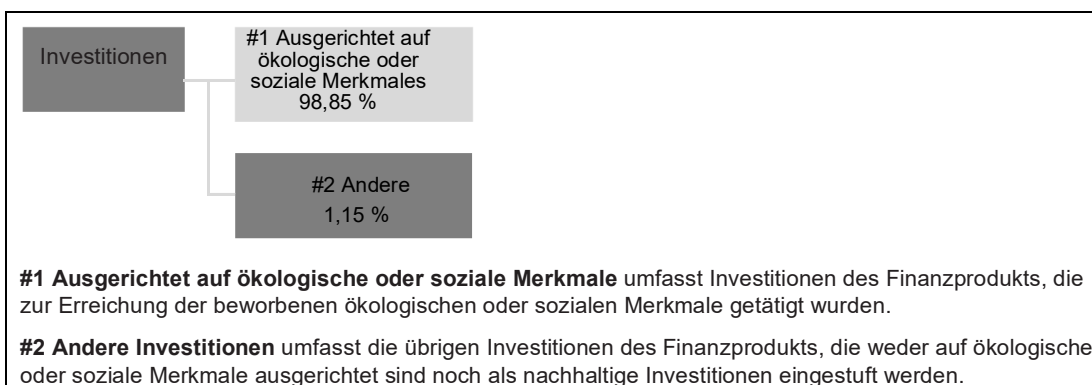 Investitionen
#1 Ausgerichtet auf
ökologische oder
soziale Merkmales
98,85 %
#2 Andere
1,15 %
#1 Ausgerichtet auf ökologische oder soziale Merkmale umfasst Investitionen des Finanzprodukts, die
zur Erreichung der beworbenen ökologischen oder sozialen Merkmale getätigt wurden.
#2 Andere Investitionen umfasst die übrigen Investitionen des Finanzprodukts, die weder auf ökologische
oder soziale Merkmale ausgerichtet sind noch als nachhaltige Investitionen eingestuft werden.